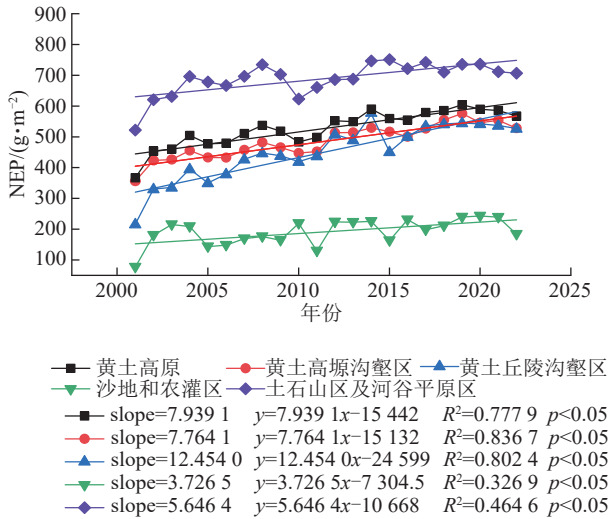 900
800
700
600
500
400
300
200
100
NEP/(g•m⁻²)
2000 2005 2010 2015 2020 2025
年份
黄土高原 黄土高塬沟壑区 黄土丘陵沟壑区
沙地和农灌区 土石山区及河谷平原区
slope=7.939 1 y=7.939 1x−15 442 R²=0.777 9 p<0.05
slope=7.764 1 y=7.764 1x−15 132 R²=0.836 7 p<0.05
slope=12.454 0 y=12.454 0x−24 599 R²=0.802 4 p<0.05
slope=3.726 5 y=3.726 5x−7 304.5 R²=0.326 9 p<0.05
slope=5.646 4 y=5.646 4x−10 668 R²=0.464 6 p<0.05